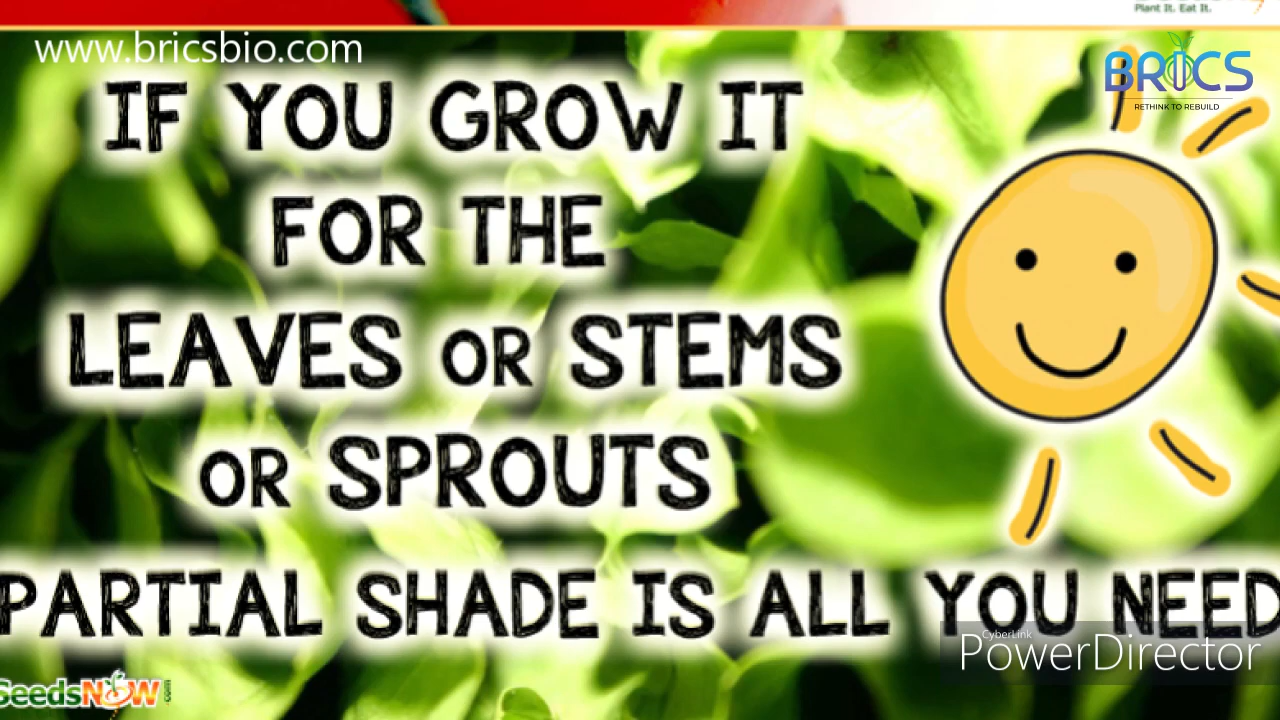 Plant It. Eat It.
www.bricsbio.com
BRICS
RETHINK TO REBUILD
IF YOU GROW IT
FOR THE
LEAVES OR STEMS
OR SPROUTS
PARTIAL SHADE IS ALL YOU NEED
CyberLink
PowerDirector
SeedsNOW